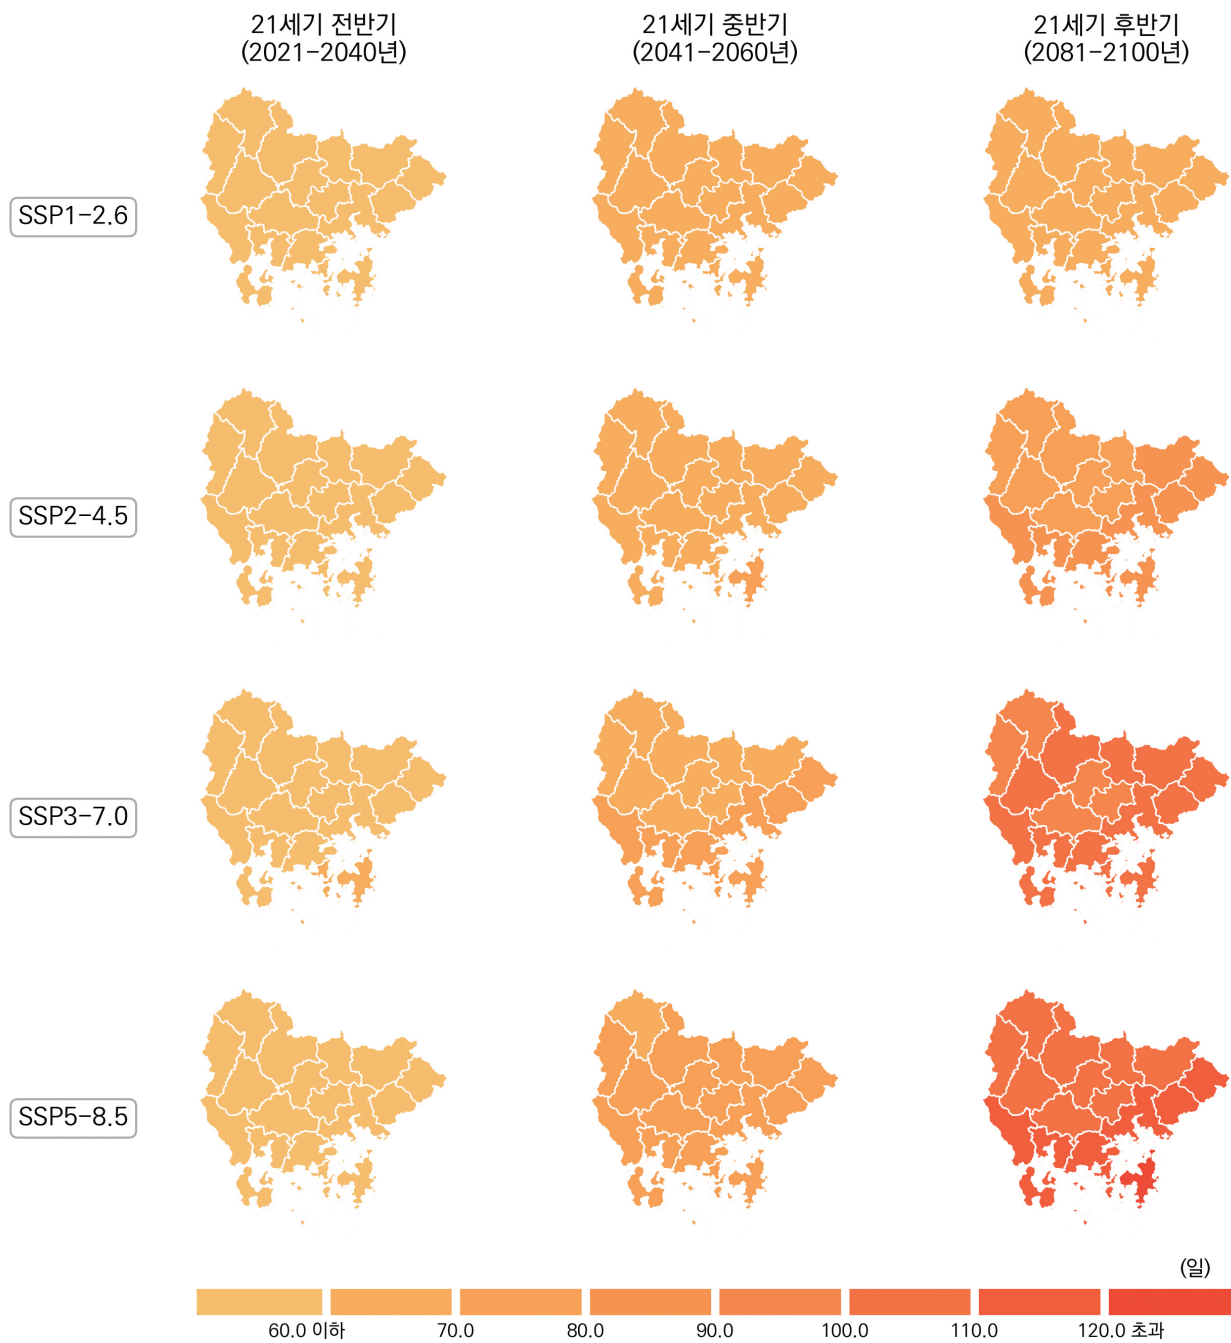 21세기 전반기
(2021-2040년)
21세기 중반기
(2041-2060년)
21세기 후반기
(2081-2100년)
SSP1-2.6
SSP2-4.5
SSP3-7.0
SSP5-8.5
(일)
60.0 이하 70.0 80.0 90.0 100.0 110.0 120.0 초과